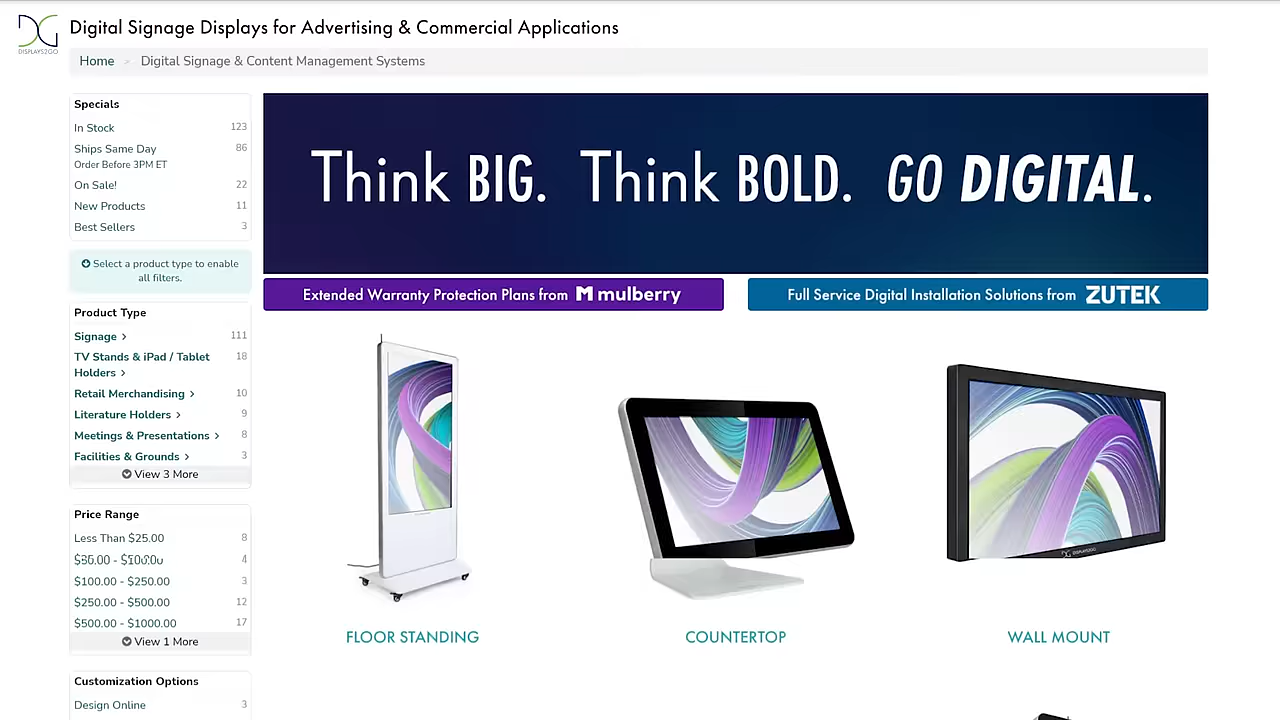 Digital Signage Displays for Advertising & Commercial Applications
DISPLAYS2GO
Home > Digital Signage & Content Management Systems
Specials
In Stock 123
Ships Same Day 86
Order Before 3PM ET
On Sale! 22
New Products 11
Best Sellers 3
Select a product type to enable
all filters.
Product Type
Signage > 111
TV Stands & iPad / Tablet 18
Holders >
Retail Merchandising > 10
Literature Holders > 9
Meetings & Presentations > 8
Facilities & Grounds > 3
View 3 More
Price Range
Less Than $25.00 8
4
$100.00 - $250.00 3
$250.00 - $500.00 12
$500.00 - $1000.00 17
View 1 More
Customization Options
Design Online 3
Think BIG. Think BOLD. GO DIGITAL.
Extended Warranty Protection Plans from mulberry
Full Service Digital Installation Solutions from ZUTEK
DISPLAYS2GO
FLOOR STANDING
COUNTERTOP
WALL MOUNT